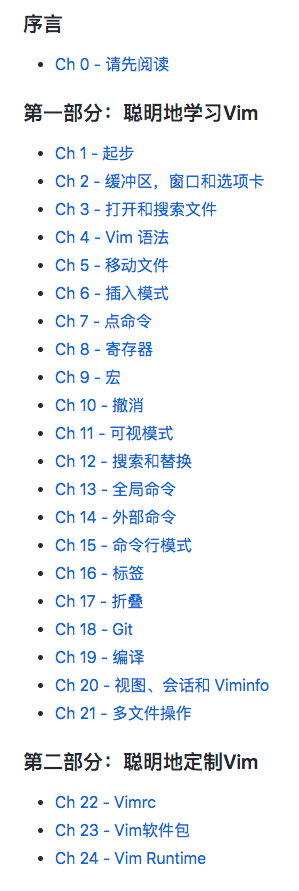 序言
Ch 0 - 请先阅读
第一部分：聪明地学习Vim
Ch 1 - 起步
Ch 2 - 缓冲区，窗口和选项卡
Ch 3 - 打开和搜索文件
Ch 4 - Vim 语法
Ch 5 - 移动文件
Ch 6 - 插入模式
Ch 7 - 点命令
Ch 8 - 寄存器
Ch 9 - 宏
Ch 10 - 撤消
Ch 11 - 可视模式
Ch 12 - 搜索和替换
Ch 13 - 全局命令
Ch 14 - 外部命令
Ch 15 - 命令行模式
Ch 16 - 标签
Ch 17 - 折叠
Ch 18 - Git
Ch 19 - 编译
Ch 20 - 视图、会话和 Viminfo
Ch 21 - 多文件操作
第二部分：聪明地定制Vim
Ch 22 - Vimrc
Ch 23 - Vim软件包
Ch 24 - Vim Runtime